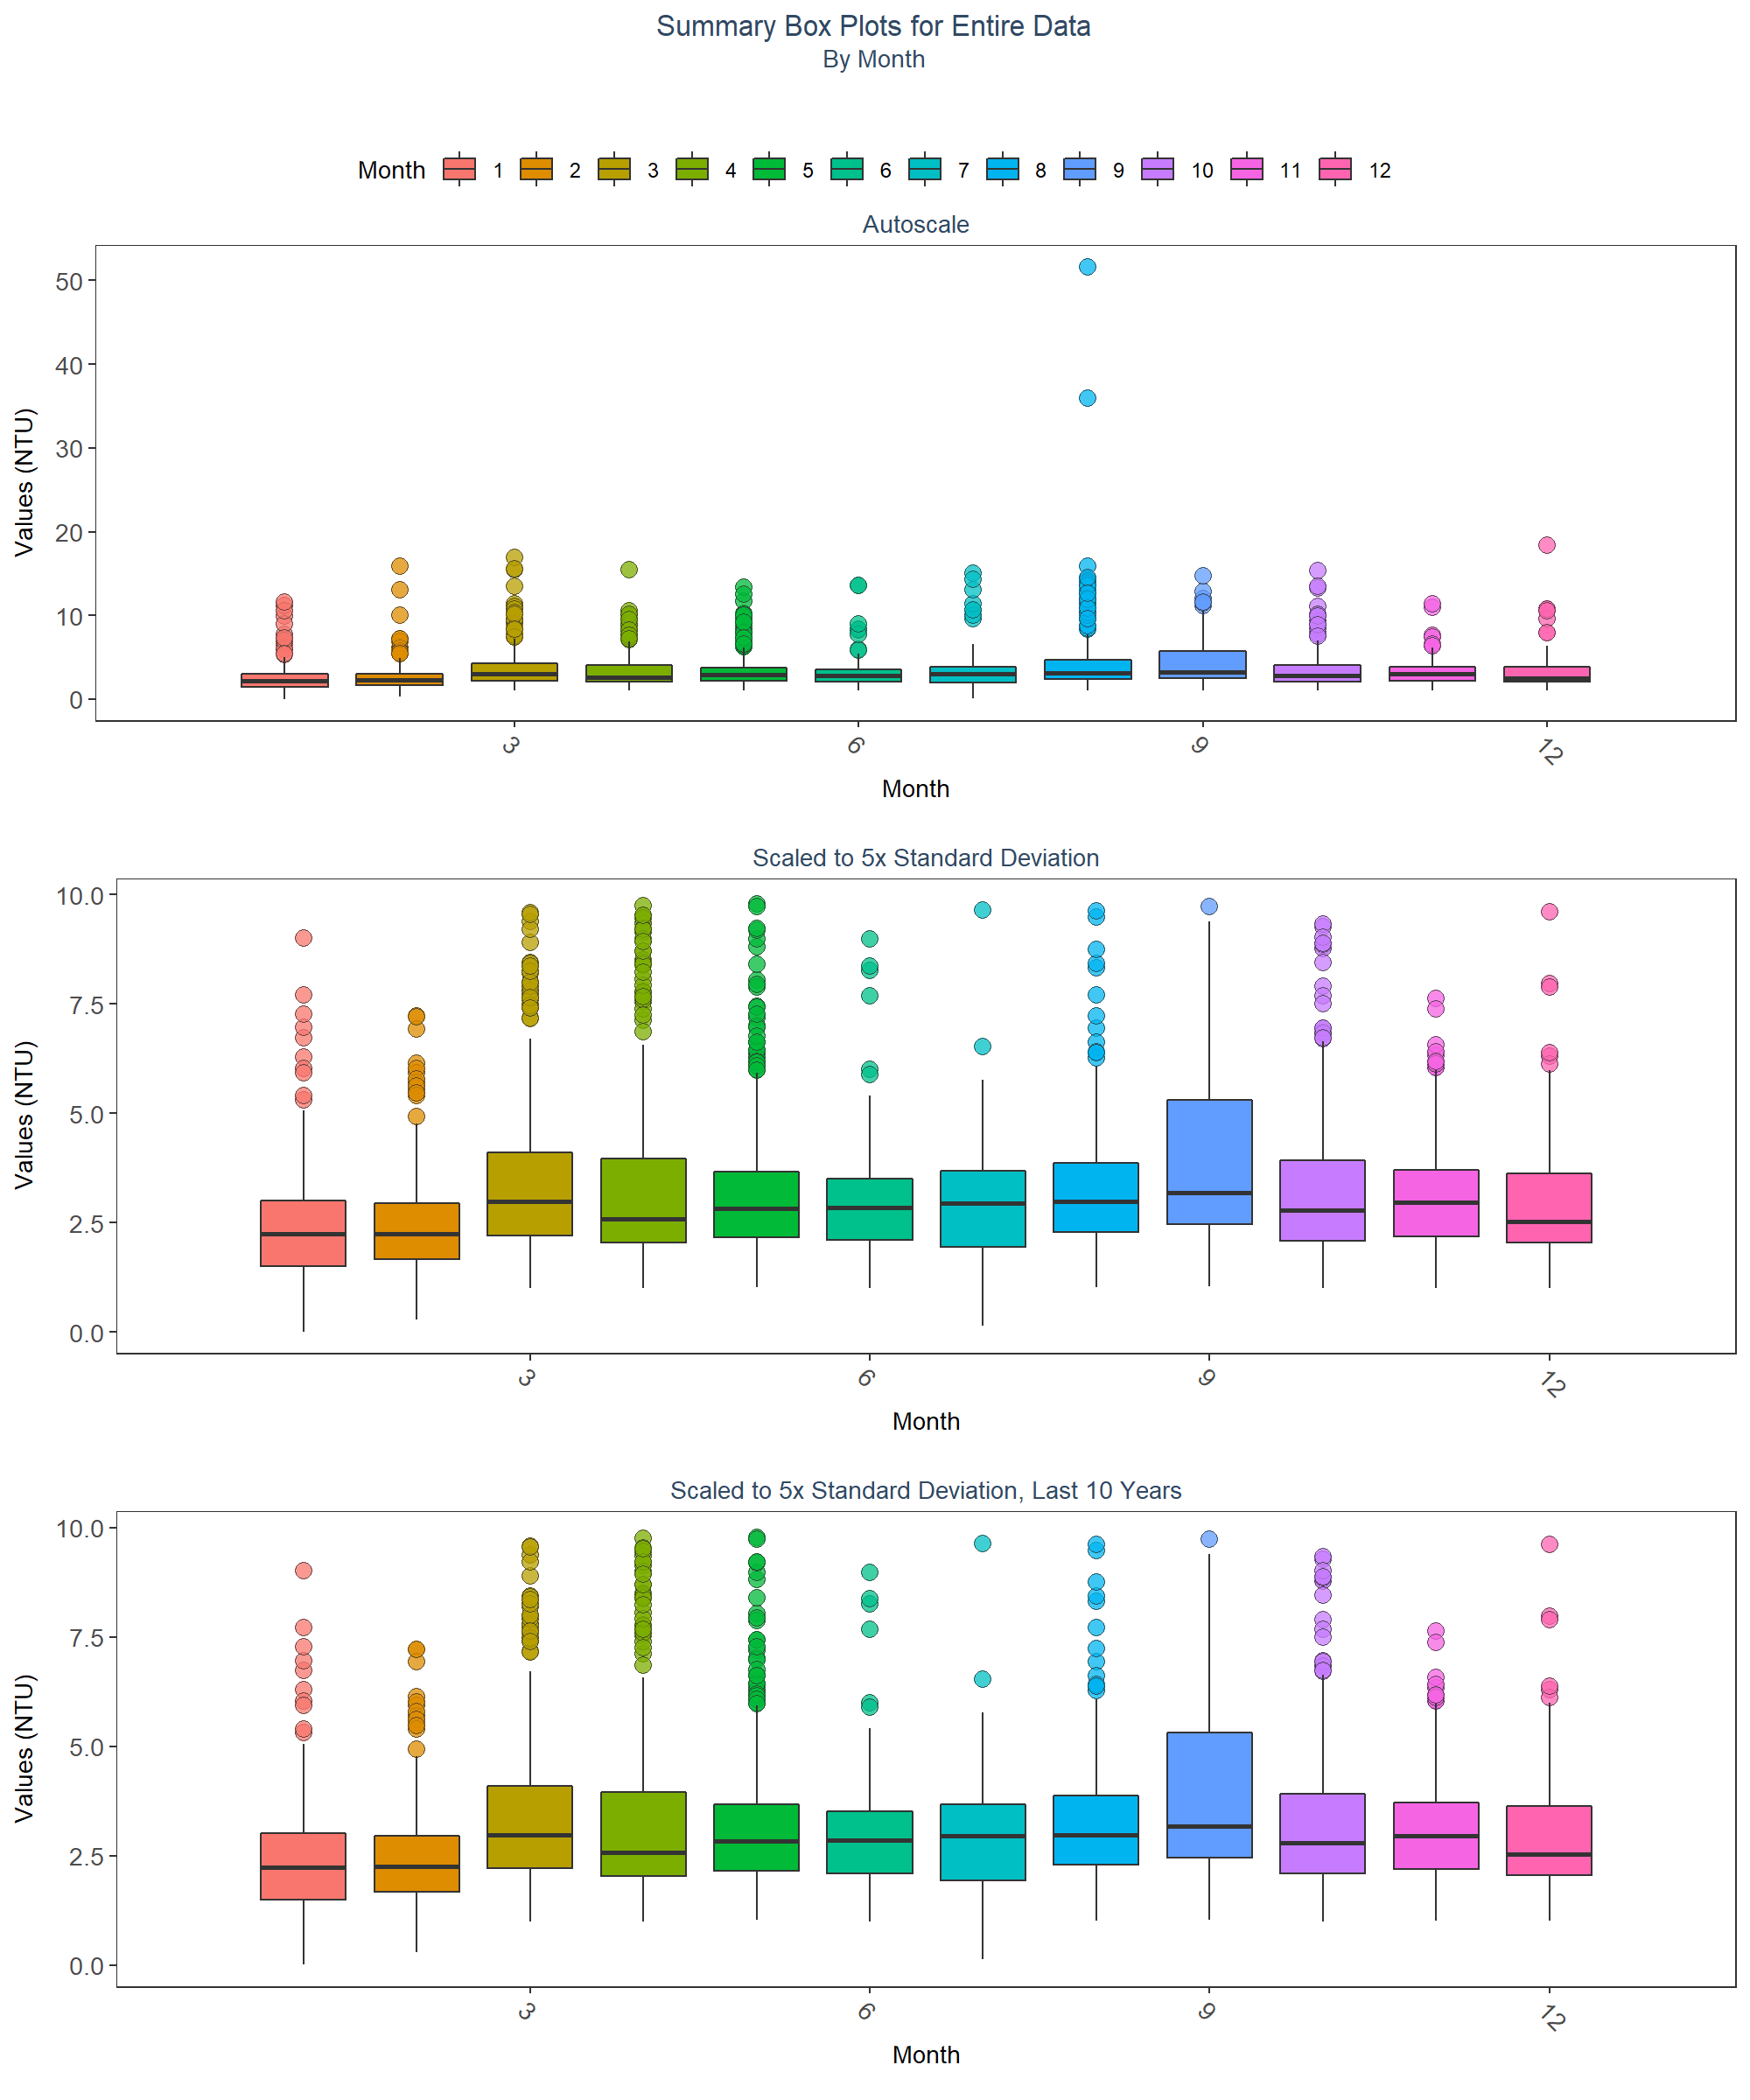 Summary Box Plots for Entire Data
By Month
Month 1 2 3 4 5 6 7 8 9 10 11 12
Autoscale
Values (NTU)
50
40
30
20
10
0
3 6 9 12
Month
Scaled to 5x Standard Deviation
Values (NTU)
10.0
7.5
5.0
2.5
0.0
3 6 9 12
Month
Scaled to 5x Standard Deviation, Last 10 Years
Values (NTU)
10.0
7.5
5.0
2.5
0.0
3 6 9 12
Month